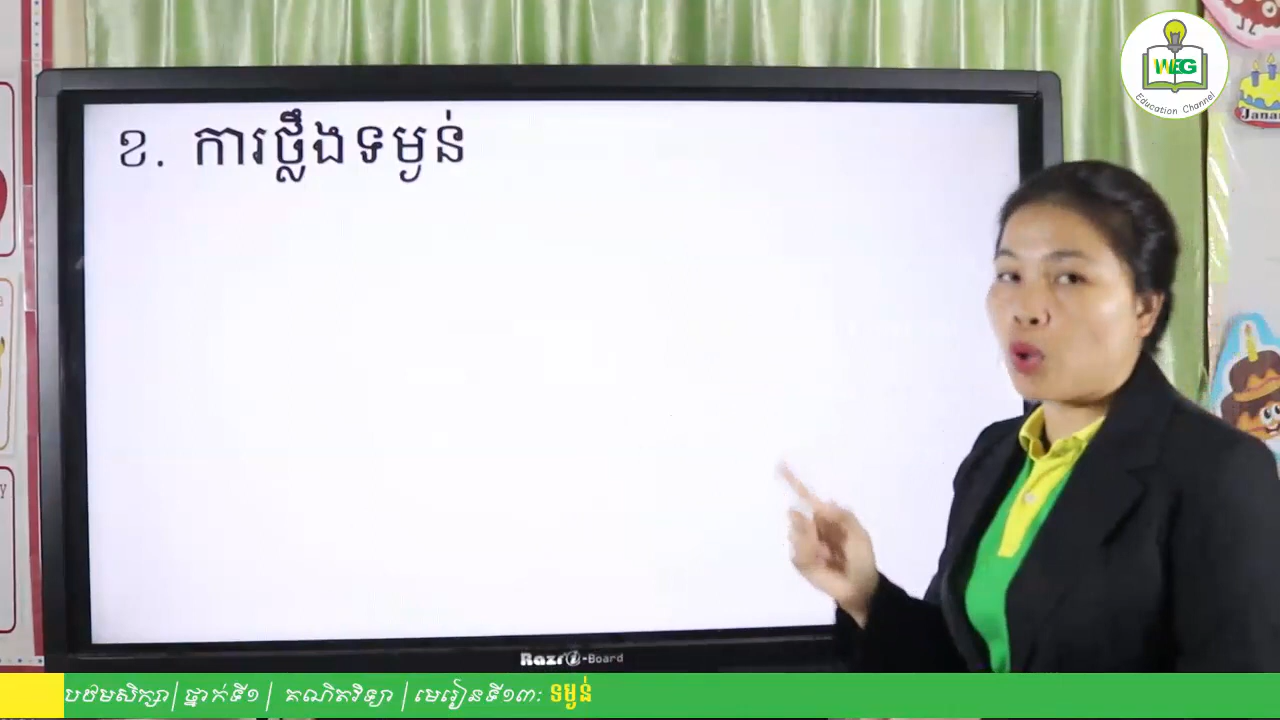 WEG
Education Channel
ខ. ការថ្លឹងទម្ងន់
Razr i-Board
បឋមសិក្សា| ថ្នាក់ទី១ | គណិតវិទ្យា | មេរៀនទី១៣: ទម្ងន់